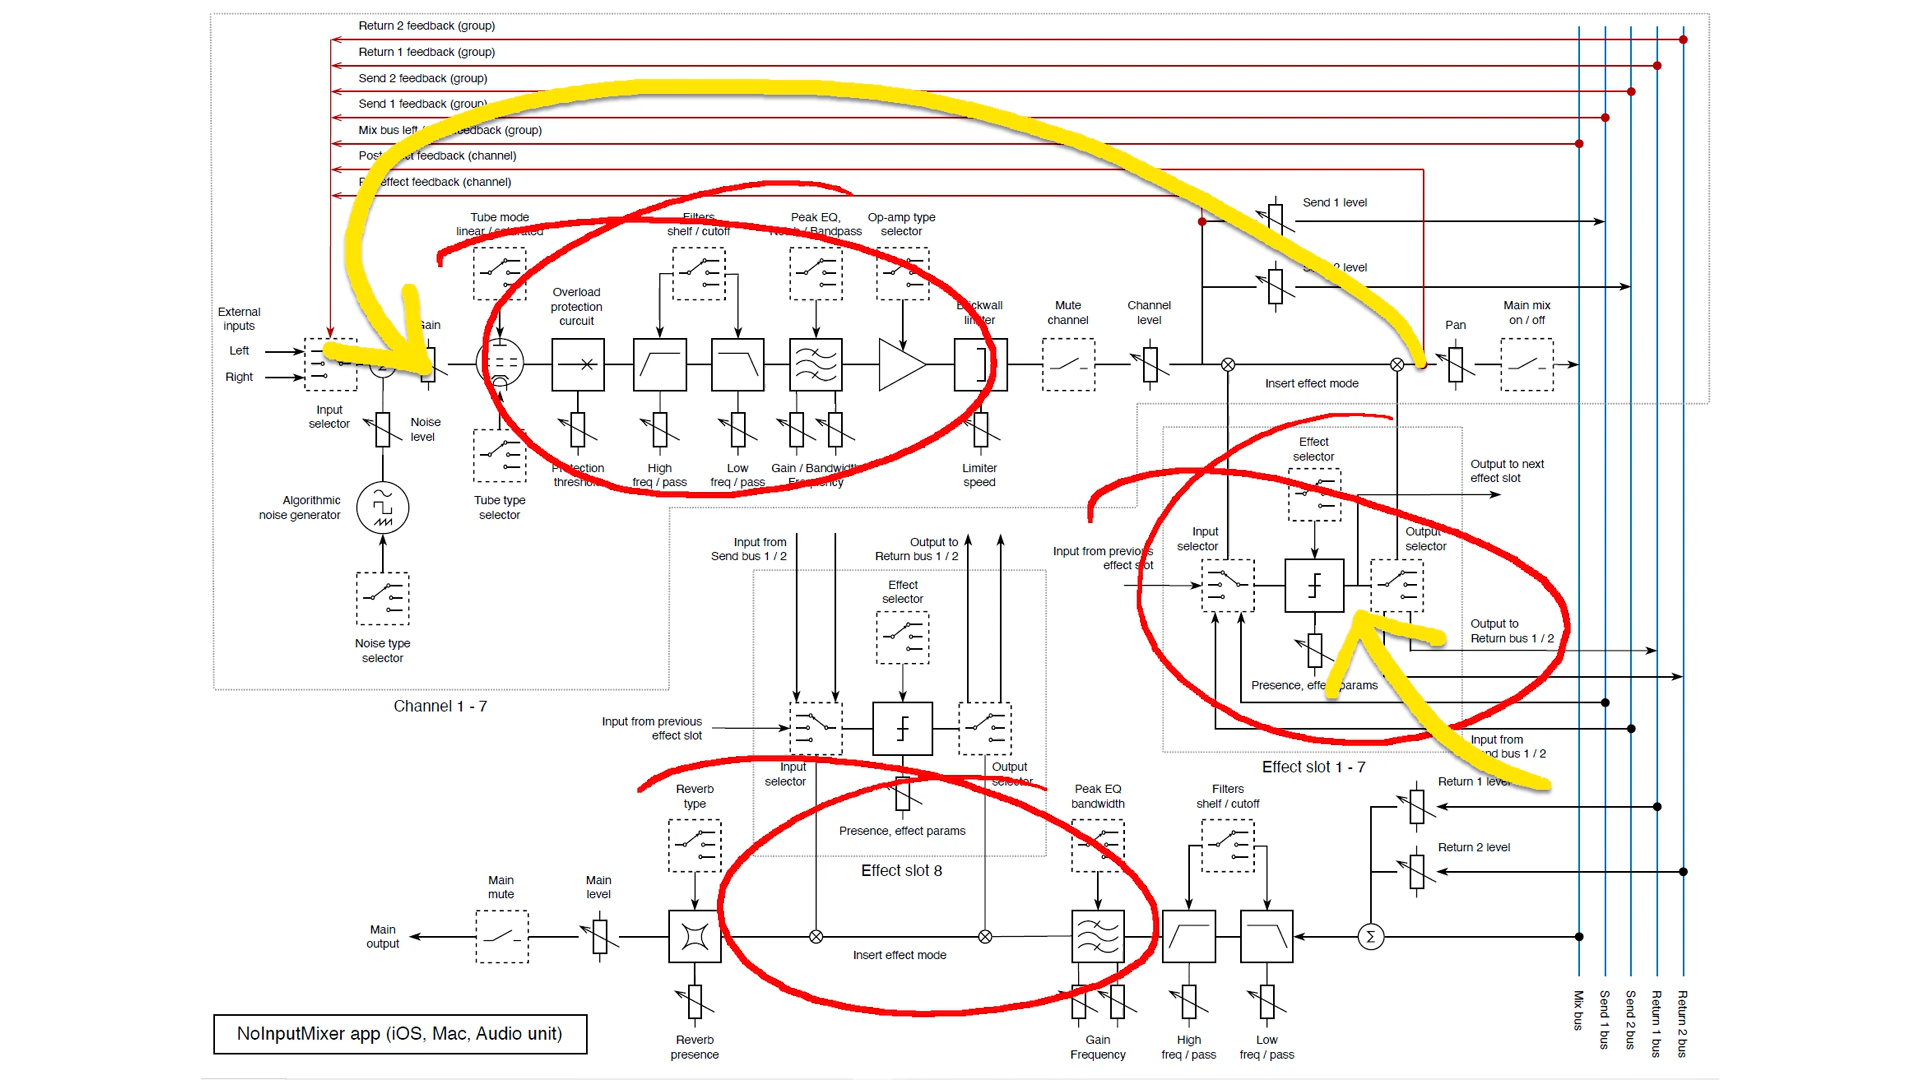 Return 2 feedback (group)
Return 1 feedback (group)
Send 2 feedback (group)
Send 1 feedback (group)
Mix bus left feedback (group)
Post effect feedback (channel)
effect feedback (channel)
Send 1 level
level
Tube mode
linear / saturated
Filters
shelf / cutoff
Peak EQ,
Notch / Bandpass
Op-amp type
selector
External
inputs
Left
Right
Gain
Overload
protection
curcuit
Brickwall
limiter
Mute
channel
Channel
level
Pan
Main mix
on / off
Insert effect mode
Input
selector
Noise
level
Σ
Protection
threshold
High
freq / pass
Low
freq / pass
Gain / Bandwidth
Frequency
Limiter
speed
Tube type
selector
Algorithmic
noise generator
Noise type
selector
Channel 1 - 7
Effect
selector
Output to next
effect slot
Input
selector
Output
selector
Input from previous
effect slot
Output to
Return bus 1 / 2
Presence, effect params
Input from
Send bus 1 / 2
Effect slot 1 - 7
Input from
Send bus 1 / 2
Output to
Return bus 1 / 2
Effect
selector
Input from previous
effect slot
Input
selector
Output
selector
Presence, effect params
Effect slot 8
Reverb
type
Peak EQ
bandwidth
Filters
shelf / cutoff
Return 1 level
Return 2 level
Main
mute
Main
level
Main
output
Insert effect mode
Σ
Reverb
presence
Gain
Frequency
High
freq / pass
Low
freq / pass
Mix bus
Send 1 bus
Send 2 bus
Return 1 bus
Return 2 bus
NoInputMixer app (iOS, Mac, Audio unit)